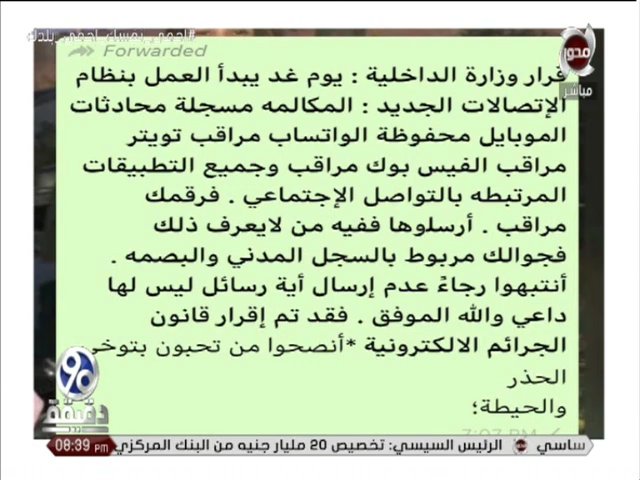 #احمي_نفسك_احمي_بلدك
Forwarded
محور
مباشر
قرار وزارة الداخلية : يوم غد يبدأ العمل بنظام
الإتصالات الجديد : المكالمه مسجلة محادثات
الموبايل محفوظة الواتساب مراقب تويتر
مراقب الفيس بوك مراقب وجميع التطبيقات
المرتبطه بالتواصل الإجتماعي . فرقمك
مراقب . أرسلوها ففيه من لايعرف ذلك
فجوالك مربوط بالسجل المدني والبصمه .
أنتبهوا رجاءً عدم إرسال أية رسائل ليس لها
داعي والله الموفق . فقد تم إقرار قانون
الجرائم الالكترونية *أنصحوا من تحبون بتوخي
الحذر
والحيطة؛
7:07 PM
90
دقيقة
08:39 PM
الرئيس السيسي: تخصيص 20 مليار جنيه من البنك المركزي
ساسي